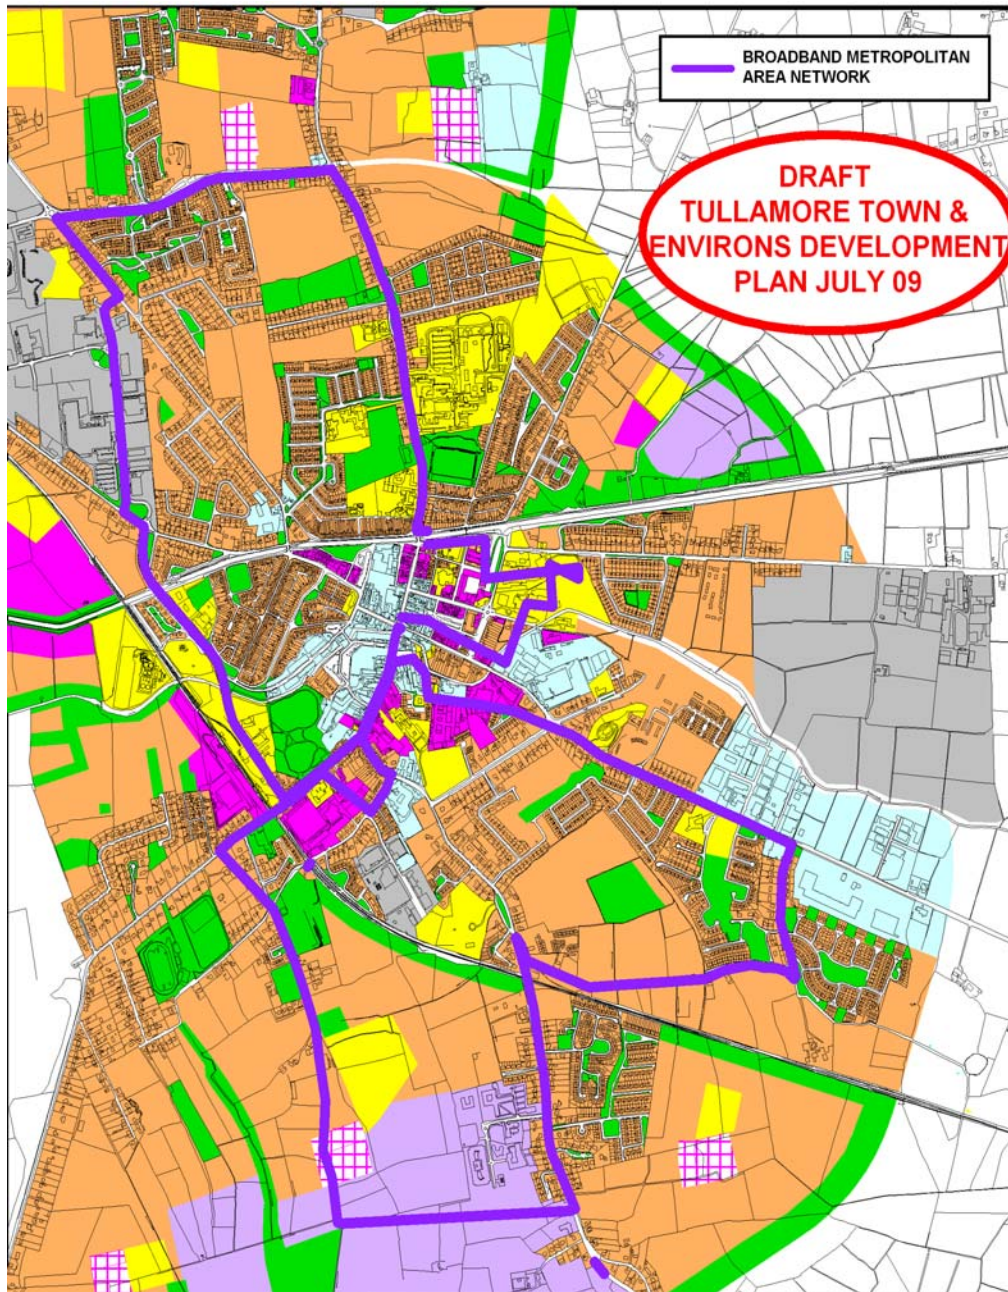 BROADBAND METROPOLITAN
AREA NETWORK
DRAFT
TULLAMORE TOWN &
ENVIRONS DEVELOPMENT
PLAN JULY 09